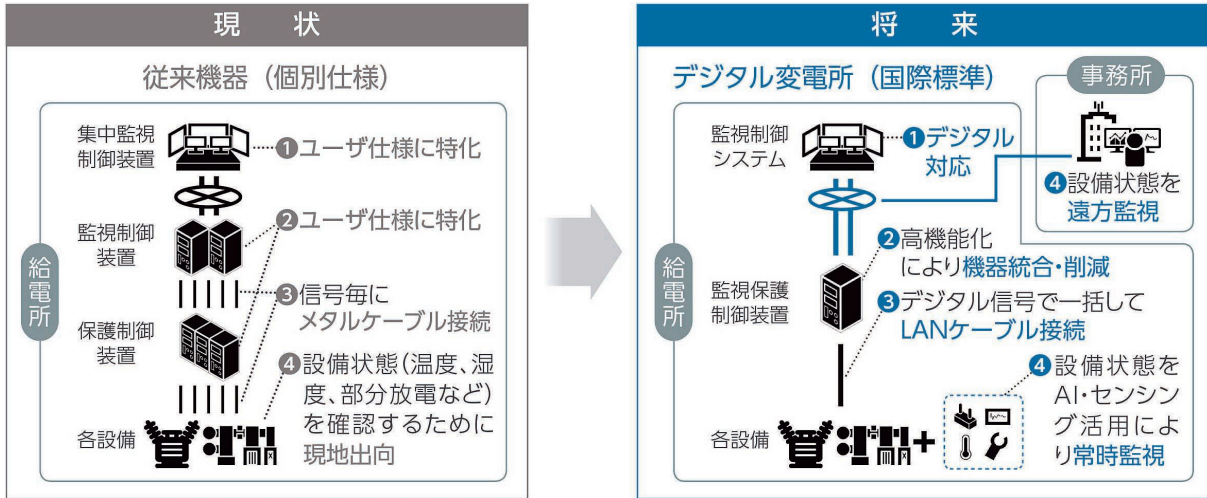 現 状
従来機器（個別仕様）
集中監視
制御装置
❶ユーザ仕様に特化
❷ユーザ仕様に特化
監視制御
装置
給電所
❸信号毎に
メタルケーブル接続
保護制御
装置
❹設備状態（温度、湿
度、部分放電など）
を確認するために
現地出向
各設備
将 来
デジタル変電所（国際標準）
事務所
監視制御
システム
❶デジタル
対応
❹設備状態を
遠方監視
❷高機能化
により機器統合・削減
給電所
監視保護
制御装置
❸デジタル信号で一括して
LANケーブル接続
❹設備状態を
AI・センシン
グ活用によ
り常時監視
各設備